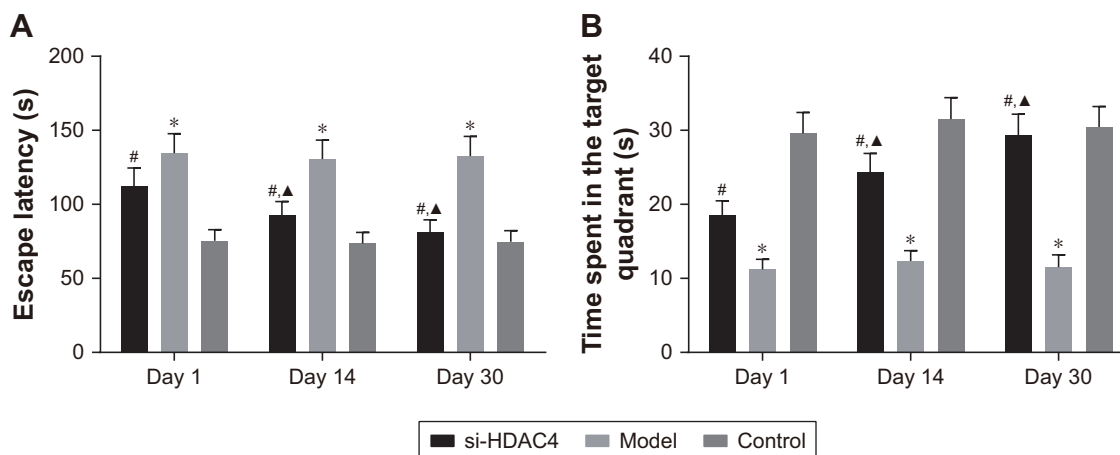 A
Escape latency (s)
200
150
100
50
0
#
*
#,▲
*
#,▲
*
Day 1
Day 14
Day 30
B
Time spent in the target
quadrant (s)
40
30
20
10
0
#
*
#,▲
*
#,▲
*
Day 1
Day 14
Day 30
si-HDAC4
Model
Control